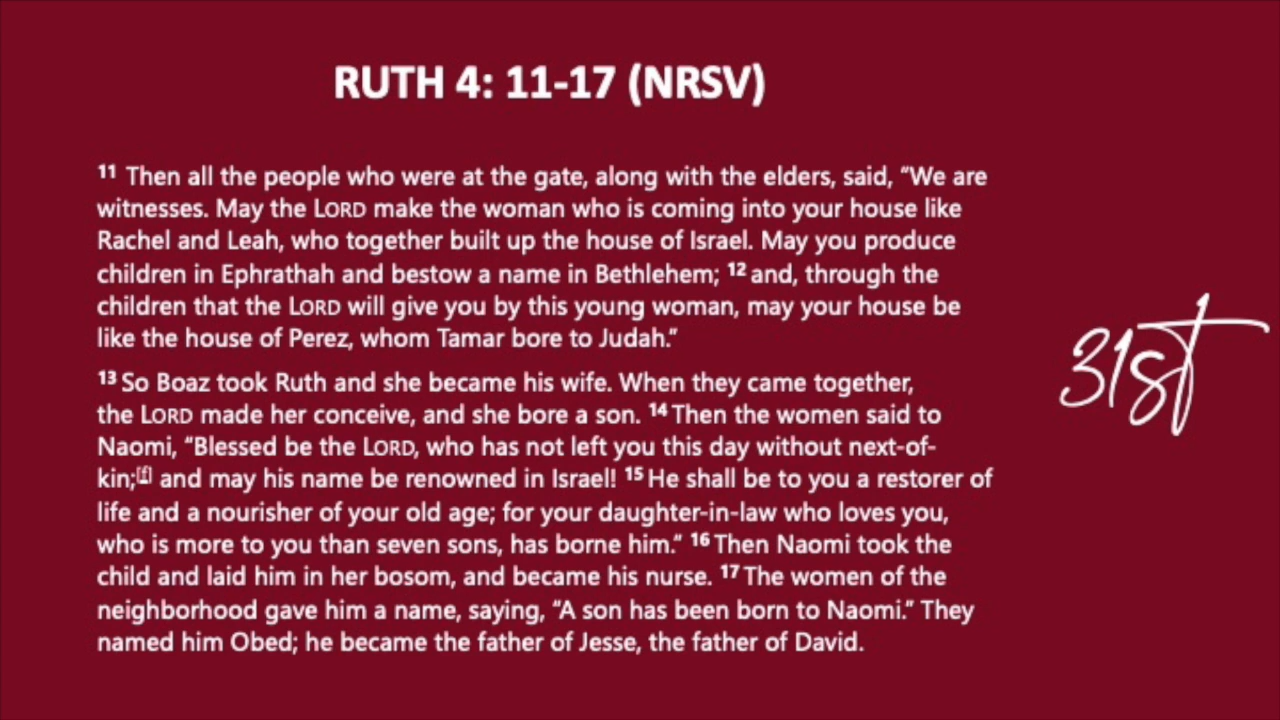 RUTH 4: 11-17 (NRSV)
11 Then all the people who were at the gate, along with the elders, said, “We are
witnesses. May the LORD make the woman who is coming into your house like
Rachel and Leah, who together built up the house of Israel. May you produce
children in Ephrathah and bestow a name in Bethlehem; 12 and, through the
children that the LORD will give you by this young woman, may your house be
like the house of Perez, whom Tamar bore to Judah.”
13 So Boaz took Ruth and she became his wife. When they came together,
the LORD made her conceive, and she bore a son. 14 Then the women said to
Naomi, “Blessed be the LORD, who has not left you this day without next-of-
kin;[f] and may his name be renowned in Israel! 15 He shall be to you a restorer of
life and a nourisher of your old age; for your daughter-in-law who loves you,
who is more to you than seven sons, has borne him.” 16 Then Naomi took the
child and laid him in her bosom, and became his nurse. 17 The women of the
neighborhood gave him a name, saying, “A son has been born to Naomi.” They
named him Obed; he became the father of Jesse, the father of David.
31st